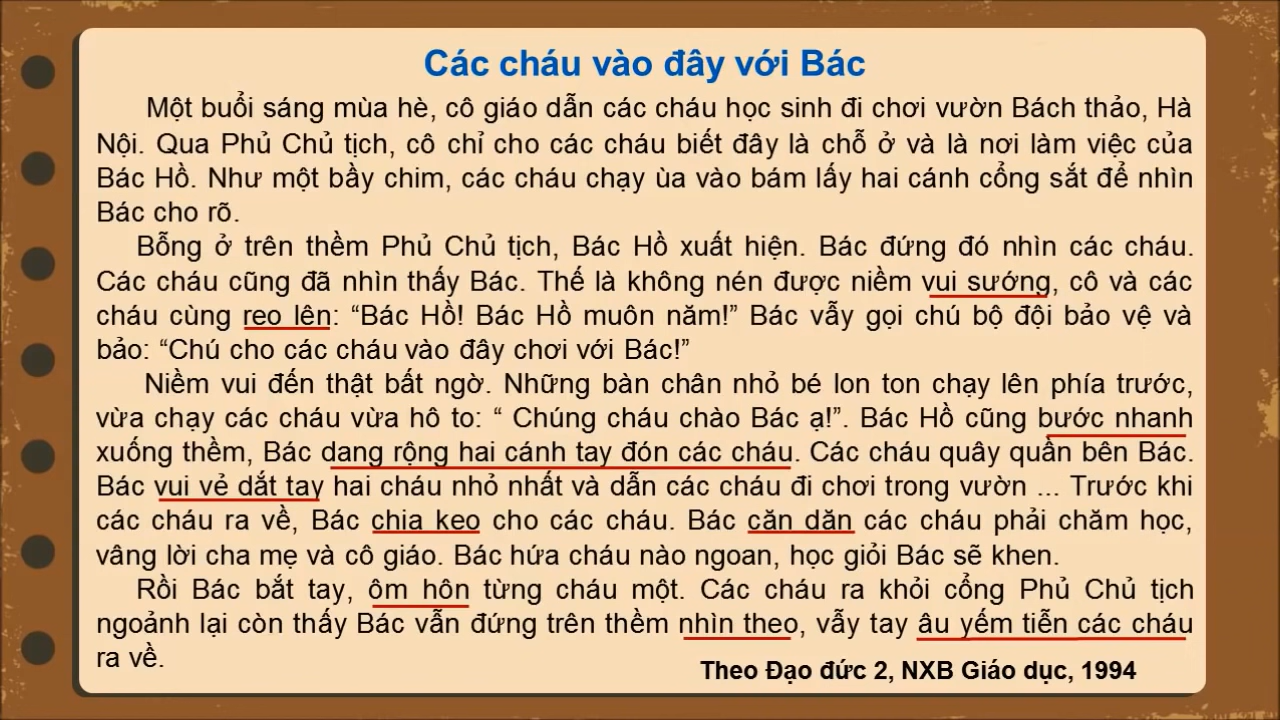 Các cháu vào đây với Bác
Một buổi sáng mùa hè, cô giáo dẫn các cháu học sinh đi chơi vườn Bách thảo, Hà
Nội. Qua Phủ Chủ tịch, cô chỉ cho các cháu biết đây là chỗ ở và là nơi làm việc của
Bác Hồ. Như một bầy chim, các cháu chạy ùa vào bám lấy hai cánh cổng sắt để nhìn
Bác cho rõ.
Bỗng ở trên thềm Phủ Chủ tịch, Bác Hồ xuất hiện. Bác đứng đó nhìn các cháu.
Các cháu cũng đã nhìn thấy Bác. Thế là không nén được niềm vui sướng, cô và các
cháu cùng reo lên: “Bác Hồ! Bác Hồ muôn năm!” Bác vẫy gọi chú bộ đội bảo vệ và
bảo: “Chú cho các cháu vào đây chơi với Bác!”
Niềm vui đến thật bất ngờ. Những bàn chân nhỏ bé lon ton chạy lên phía trước,
vừa chạy các cháu vừa hô to: “ Chúng cháu chào Bác ạ!”. Bác Hồ cũng bước nhanh
xuống thềm, Bác dang rộng hai cánh tay đón các cháu. Các cháu quây quần bên Bác.
Bác vui vẻ dắt tay hai cháu nhỏ nhất và dẫn các cháu đi chơi trong vườn ... Trước khi
các cháu ra về, Bác chia kẹo cho các cháu. Bác căn dặn các cháu phải chăm học,
vâng lời cha mẹ và cô giáo. Bác hứa cháu nào ngoan, học giỏi Bác sẽ khen.
Rồi Bác bắt tay, ôm hôn từng cháu một. Các cháu ra khỏi cổng Phủ Chủ tịch
ngoảnh lại còn thấy Bác vẫn đứng trên thềm nhìn theo, vẫy tay âu yếm tiễn các cháu
ra về.
Theo Đạo đức 2, NXB Giáo dục, 1994